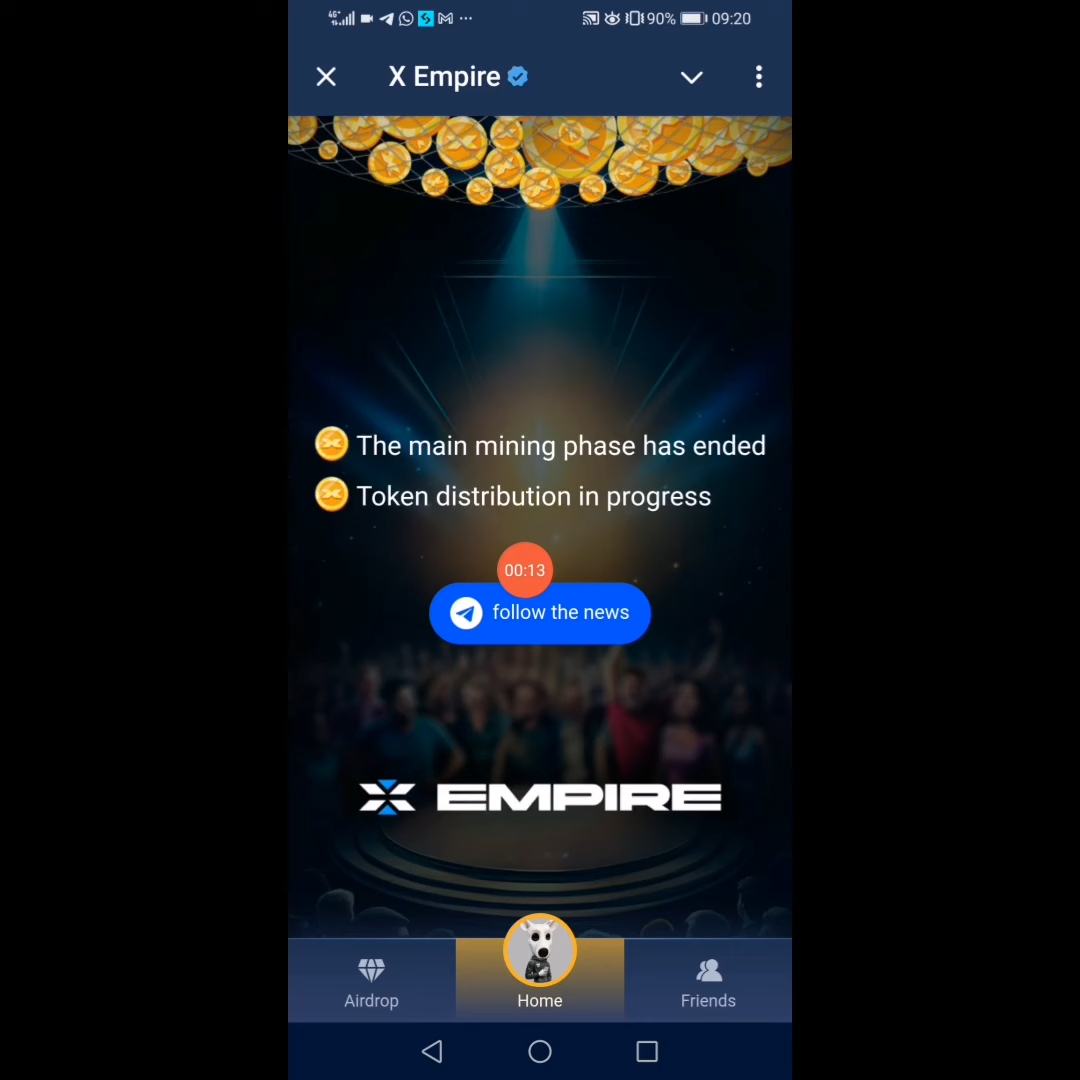 4G 90% 09:20
X Empire
The main mining phase has ended
Token distribution in progress
00:13
follow the news
X EMPIRE
Airdrop Home Friends